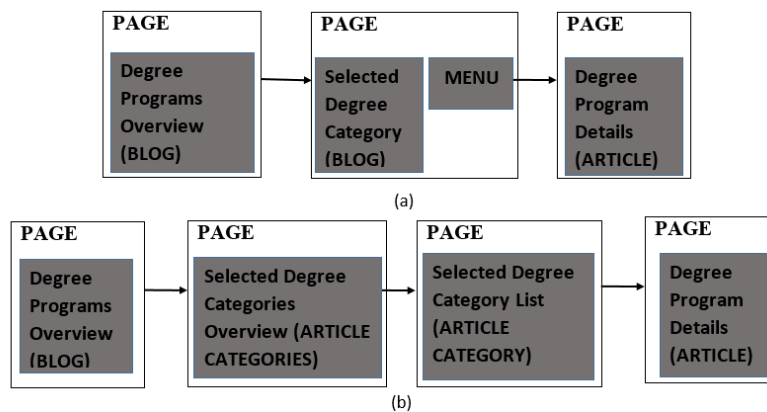 PAGE
Degree
Programs
Overview
(BLOG)
PAGE
Selected
Degree
Category
(BLOG)
MENU
PAGE
Degree
Program
Details
(ARTICLE)
(a)
PAGE
Degree
Programs
Overview
(BLOG)
PAGE
Selected Degree
Categories
Overview (ARTICLE
CATEGORIES)
PAGE
Selected Degree
Category List
(ARTICLE
CATEGORY)
PAGE
Degree
Program
Details
(ARTICLE)
(b)